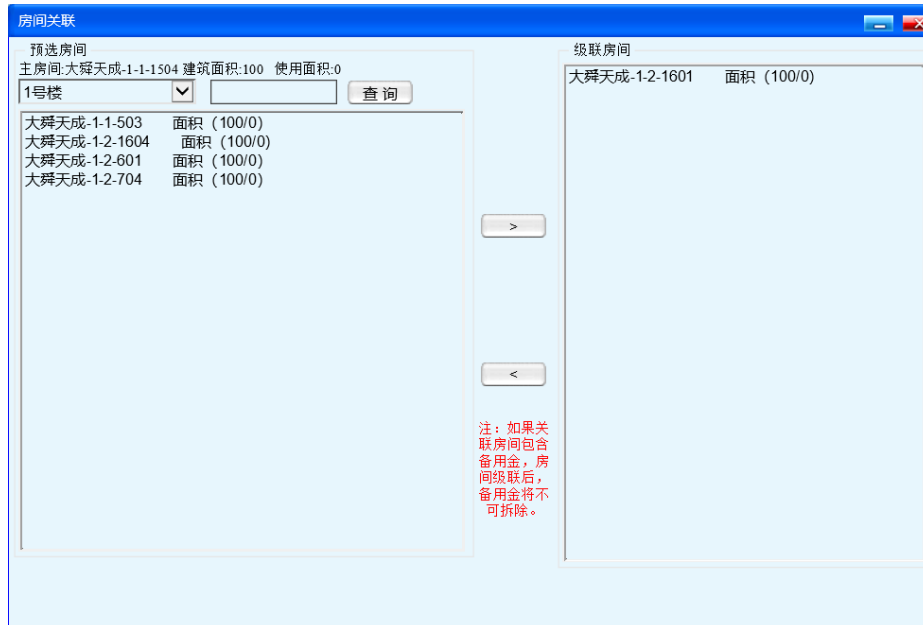 房间关联
预选房间
主房间:大舜天成-1-1-1504 建筑面积:100 使用面积:0
1号楼
查 询
大舜天成-1-1-503 面积（100/0)
大舜天成-1-2-1604 面积（100/0)
大舜天成-1-2-601 面积（100/0)
大舜天成-1-2-704 面积（100/0)
>
<
注：如果关
联房间包含
备用金，房
间级联后，
备用金将不
可拆除。
级联房间
大舜天成-1-2-1601 面积（100/0)